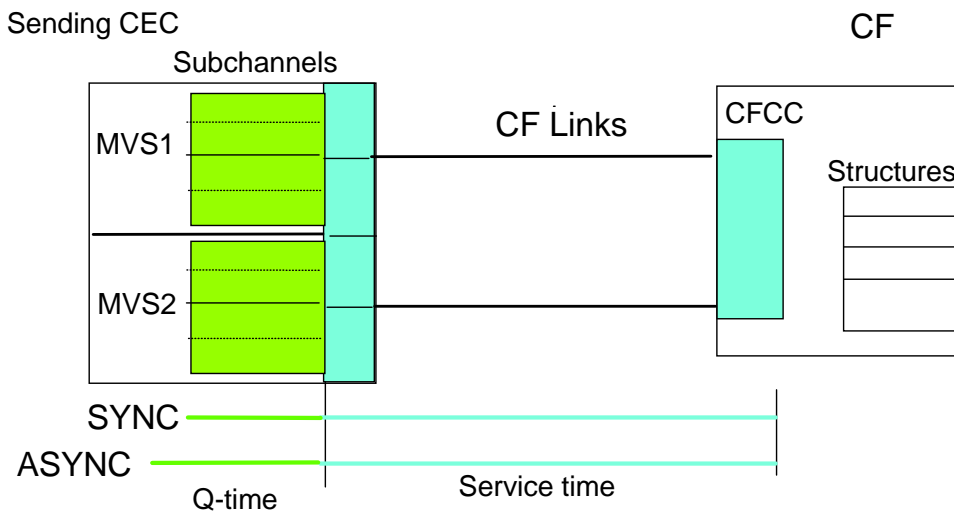 Sending CEC
CF
Subchannels
CFCC
MVS1
CF Links
Structures
MVS2
SYNC
ASYNC
Q-time
Service time